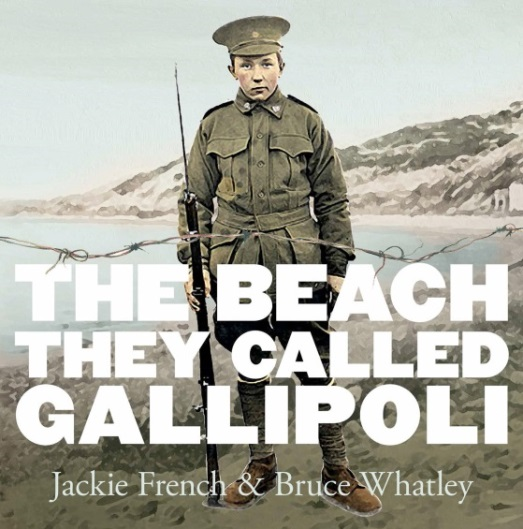 THE BEACH
THEY CALLED
GALLIPOLI
Jackie French & Bruce Whatley